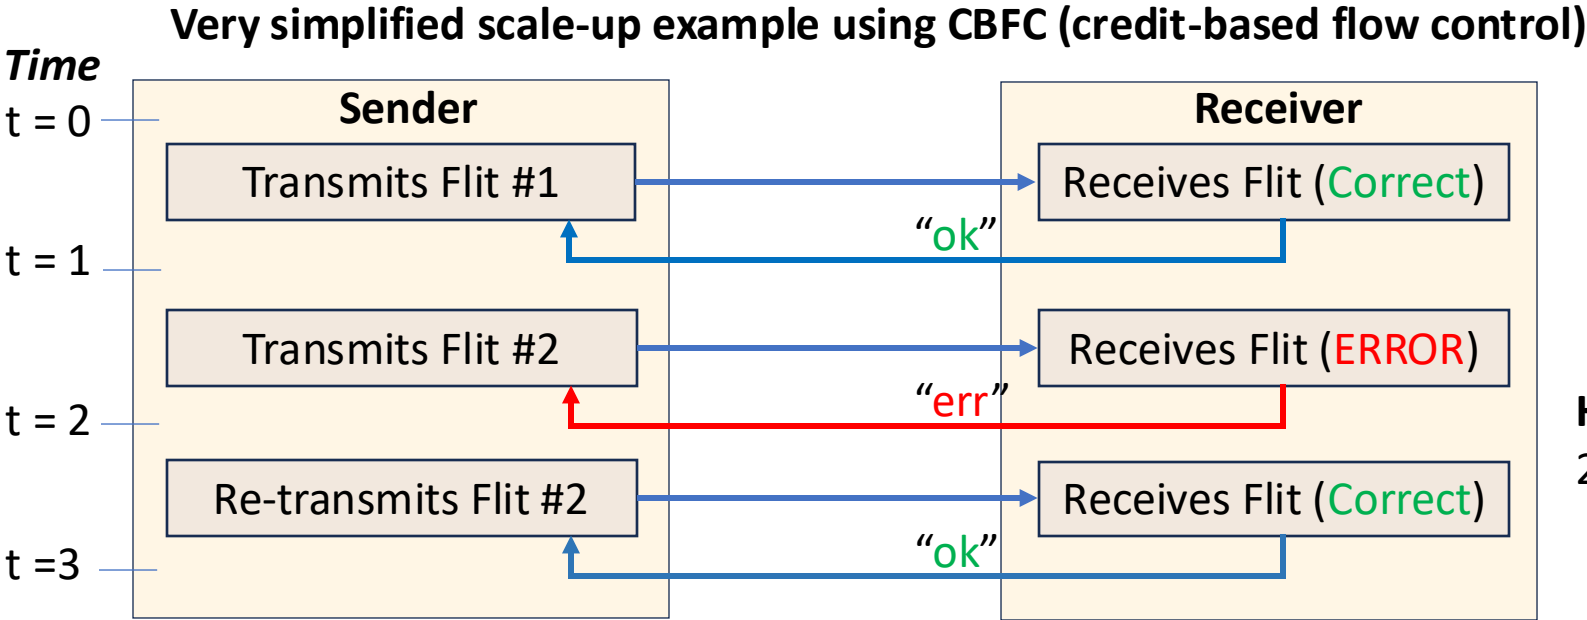 Very simplified scale-up example using CBFC (credit-based flow control)
Time
t = 0
Sender
Receiver
Transmits Flit #1
Receives Flit (Correct)
“ok”
t = 1
Transmits Flit #2
Receives Flit (ERROR)
“err”
t = 2
Re-transmits Flit #2
Receives Flit (Correct)
“ok”
t =3